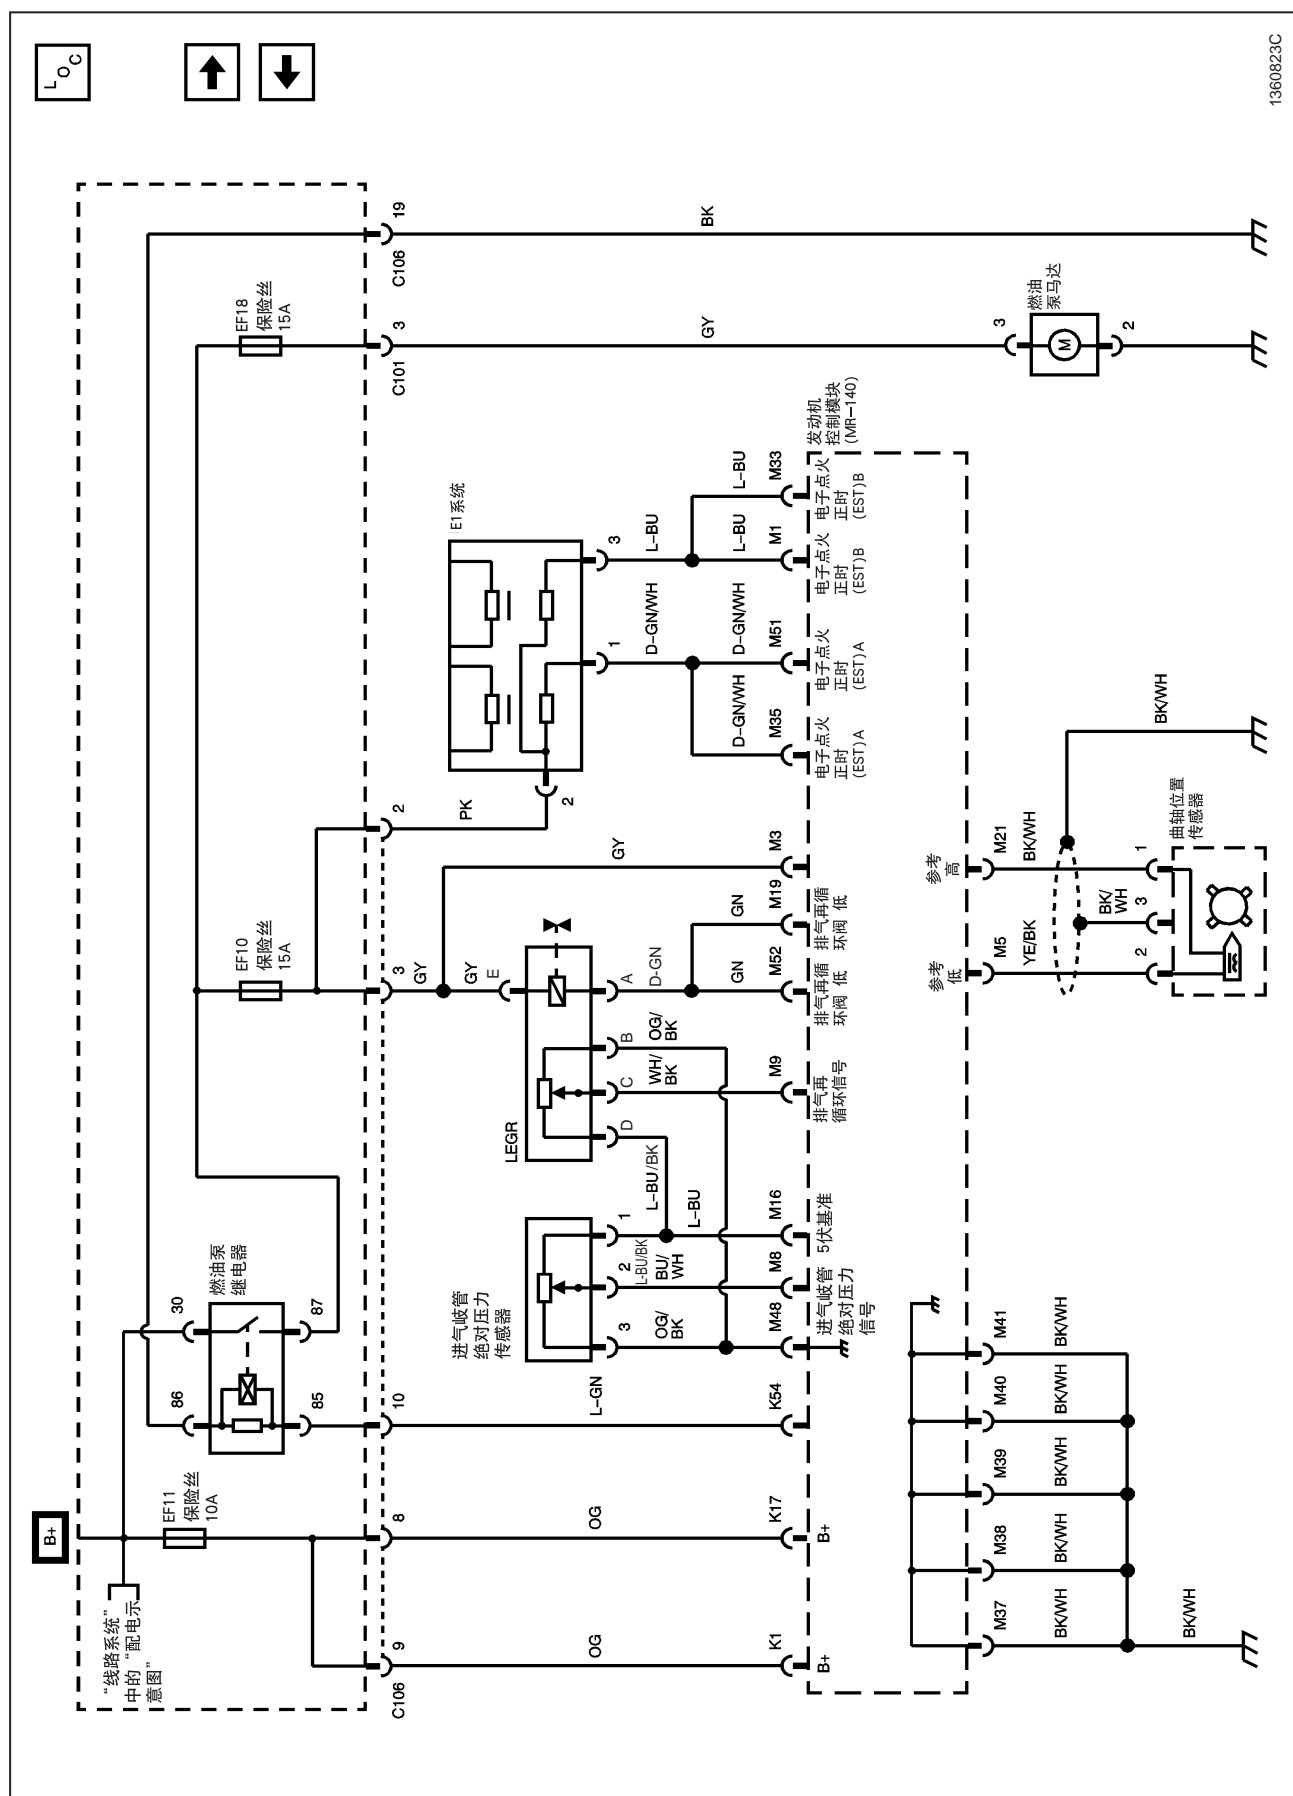 LOC
B+
“线路系统”
中的“配电示
意图”
EF11
保险丝
10A
燃油泵
继电器
30
87
86
85
EF10
保险丝
15A
EF18
保险丝
15A
C106
9
8
10
3
2
C101
3
C106
19
OG
OG
L-GN
GY
GY
PK
GY
GY
BK
进气岐管
绝对压力
传感器
3
2
1
OG/
BK
L-BU/BK
BU/
WH
L-BU/BK
L-BU
LEGR
D
C
B
A
E
WH/
BK
OG/
BK
D-GN
GN
GN
E1系统
2
1
3
D-GN/WH
D-GN/WH
D-GN/WH
L-BU
L-BU
L-BU
燃油
泵马达
3
M
2
K1
K17
K54
M48
M8
M16
M9
M52
M19
M3
M35
M51
M1
M33
B+
B+
进气岐管
绝对压力
信号
5伏基准
排气再
循环信号
排气再循
环阀 低
排气再循
环阀 低
电子点火
正时
(EST)A
电子点火
正时
(EST)A
电子点火
正时
(EST)B
电子点火
正时
(EST)B
发动机
控制模块
(MR-140)
参考
低
参考
高
M37
M38
M39
M40
M41
M5
M21
BK/WH
BK/WH
BK/WH
BK/WH
BK/WH
BK/WH
YE/BK
BK/WH
BK/
WH
BK/WH
2
3
1
曲轴位置
传感器
1360823C